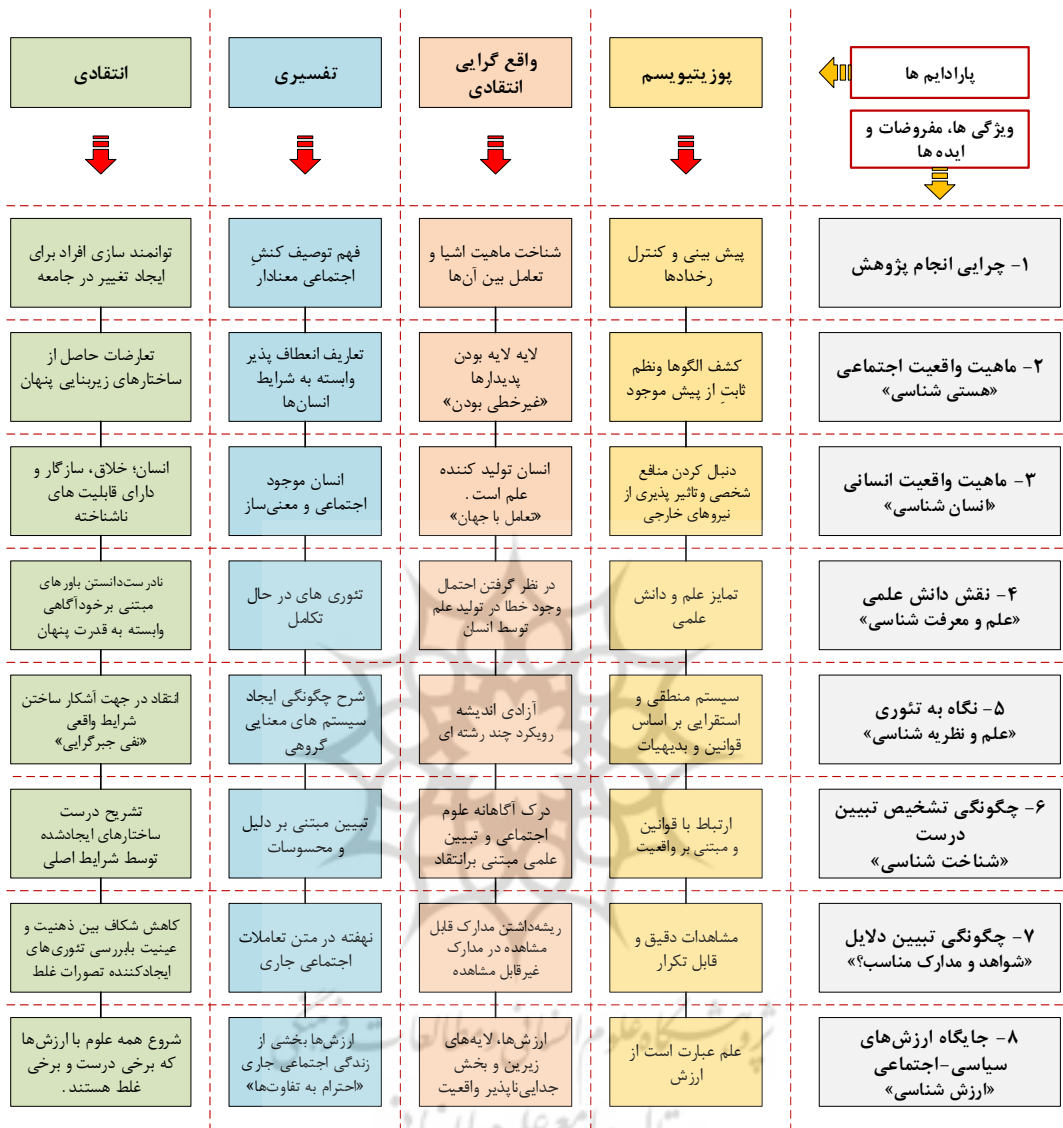 پارادایم ها
پوزیتیویسم
واقع گرایی
انتقادی
تفسیری
انتقادی
ویژگی ها، مفروضات و
ایده ها
۱- چرایی انجام پژوهش
پیش بینی و کنترل
رخدادها
شناخت ماهیت اشیا و
تعامل بین آن‌ها
فهم توصیف کنشِ
اجتماعی معنادار
توانمند سازی افراد برای
ایجاد تغییر در جامعه
۲- ماهیت واقعیت اجتماعی
«هستی شناسی»
کشف الگوها ونظم
ثابتِ از پیش موجود
لایه لایه بودن
پدیدارها
«غیرخطی بودن»
تعاریف انعطاف پذیر
وابسته به شرایط
انسان‌ها
تعارضات حاصل از
ساختارهای زیربنایی پنهان
۳- ماهیت واقعیت انسانی
«انسان شناسی»
دنبال کردن منافع
شخصی وتاثیر پذیری از
نیروهای خارجی
انسان تولید کننده
علم است.
«تعامل با جهان»
انسان موجود
اجتماعی و معنی‌ساز
انسان؛ خلاق، سازگار و
دارای قابلیت های
ناشناخته
۴- نقش دانش علمی
«علم و معرفت شناسی»
تمایز علم و دانش
علمی
در نظر گرفتن احتمال
وجود خطا در تولید علم
توسط انسان
تئوری های در حال
تکامل
نادرست‌دانستن باورهای
مبتنی برخودآگاهی
وابسته به قدرت پنهان
۵- نگاه به تئوری
«علم و نظریه شناسی»
سیستم منطقی و
استقرایی بر اساس
قوانین و بدیهیات
آزادی اندیشه
رویکرد چند رشته ای
شرح چگونگی ایجاد
سیستم های معنایی
گروهی
انتقاد در جهت آشکار ساختن
شرایط واقعی
«نفی جبرگرایی»
۶- چگونگی تشخیص تبیین
درست
«شناخت شناسی»
ارتباط با قوانین
و مبتنی بر واقعیت
درک آگاهانه علوم
اجتماعی و تبیین
علمی مبتنی برانتقاد
تبیین مبتنی بر دلیل
و محسوسات
تشریح درست
ساختارهای ایجادشده
توسط شرایط اصلی
۷- چگونگی تبیین دلایل
«شواهد و مدارک مناسب؟»
مشاهدات دقیق و
قابل تکرار
ریشه‌داشتن مدارک قابل
مشاهده در مدارک
غیرقابل مشاهده
نهفته در متن تعاملات
اجتماعی جاری
کاهش شکاف بین ذهنیت و
عینیت بابررسی تئوری‌های
ایجادکننده تصورات غلط
۸- جایگاه ارزش‌های
سیاسی-اجتماعی
«ارزش شناسی»
علم عبارت است از
ارزش
ارزش‌ها، لایه‌های
زیرین و بخش
جدایی‌ناپذیر واقعیت
ارزش‌ها بخشی از
زندگی اجتماعی جاری
«احترام به تفاوت‌ها»
شروع همه علوم با ارزش‌ها
که برخی درست و برخی
غلط هستند.
پژوهشگاه علوم انسانی و مطالعات فرهنگی